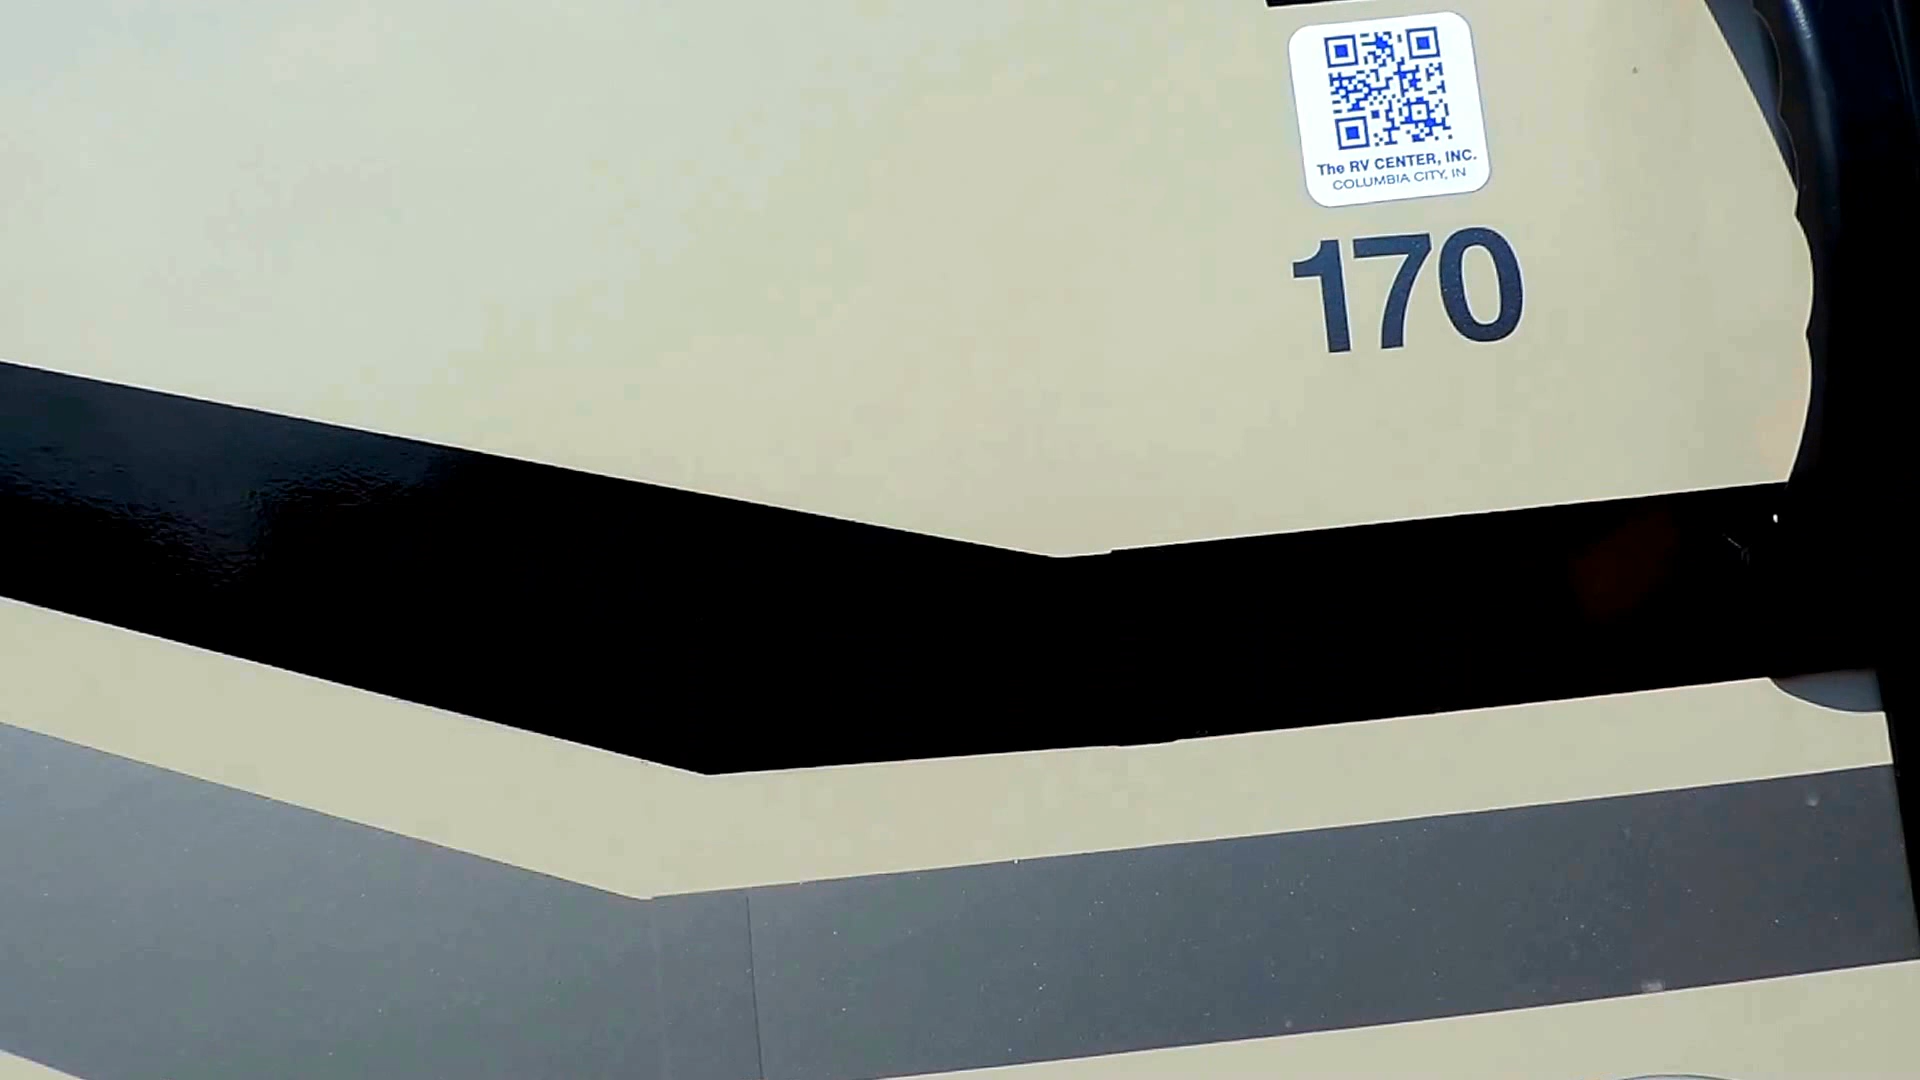 The RV CENTER, INC.
COLUMBIA CITY, IN
170